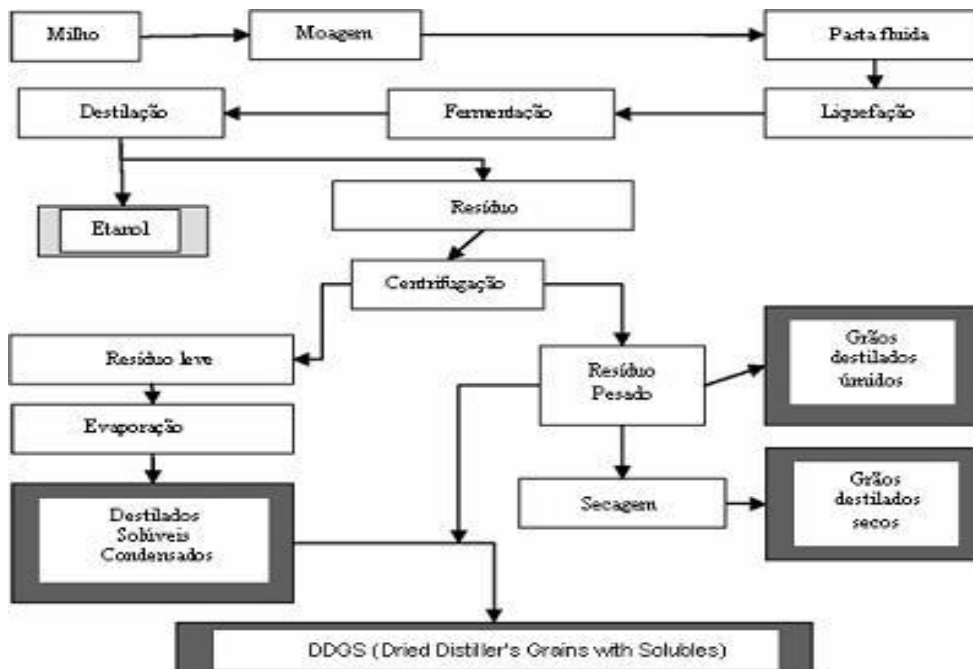 Milho
Moagem
Pasta fluida
Destilação
Fermentação
Liquefação
Resíduo
Etanol
Centrifugação
Resíduo leve
Resíduo
Pesado
Grãos
destilados
úmidos
Evaporação
Destilados
Solúveis
Condensados
Secagem
Grãos
destilados
secos
DDGS (Dried Distiller's Grains with Solubles)